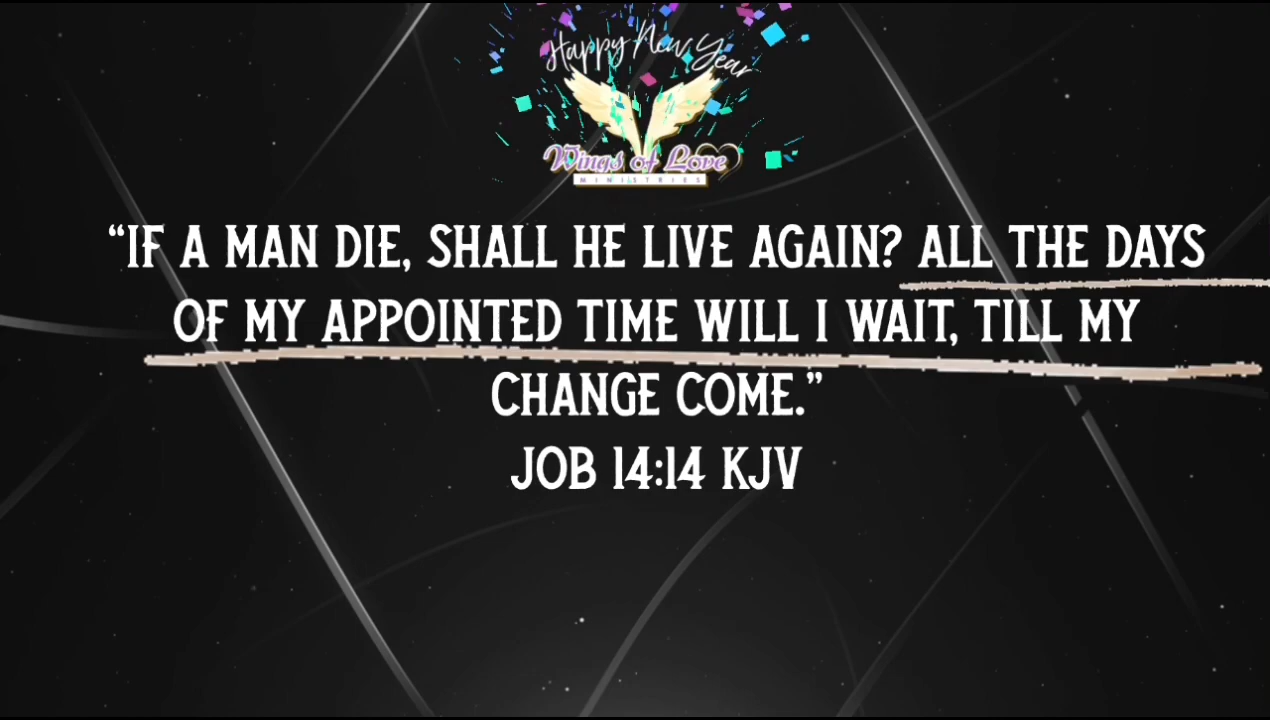 Happy New Year
Wings of Love
MINISTRIES
“IF A MAN DIE, SHALL HE LIVE AGAIN? ALL THE DAYS
OF MY APPOINTED TIME WILL I WAIT, TILL MY
CHANGE COME.”
JOB 14:14 KJV